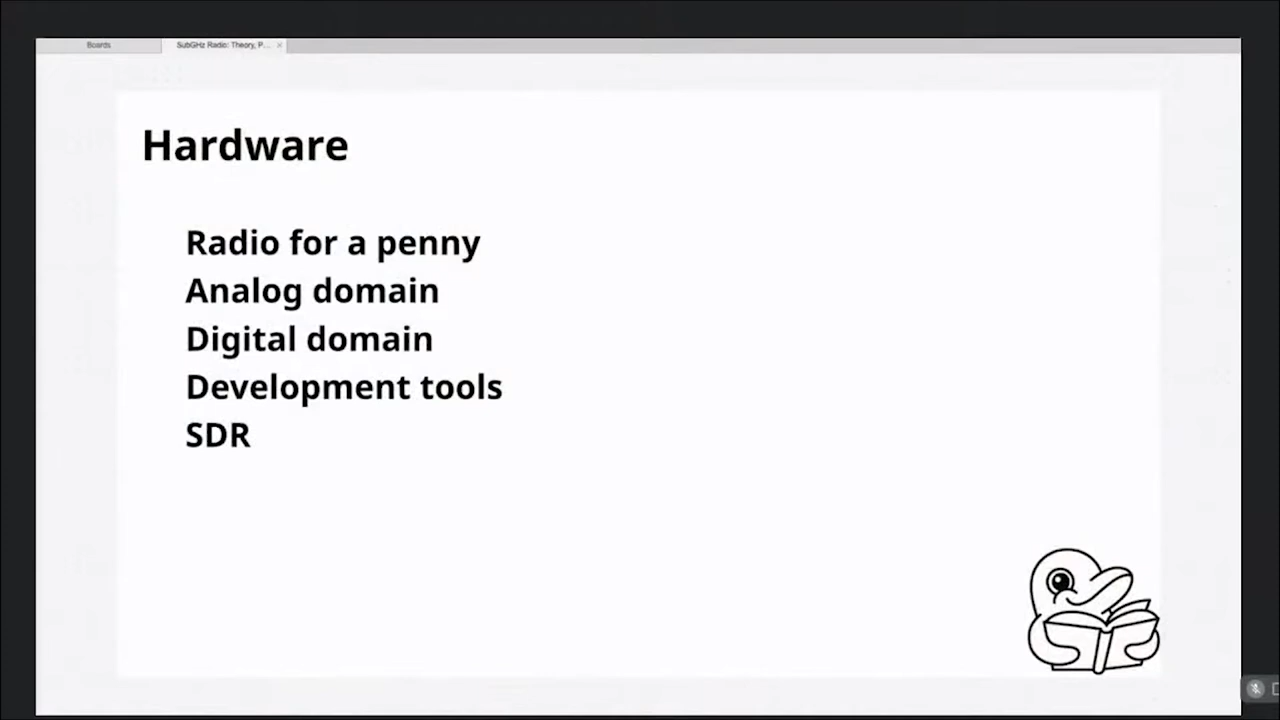 Boards
SubGHz Radio: Theory, P...
Hardware
Radio for a penny
Analog domain
Digital domain
Development tools
SDR